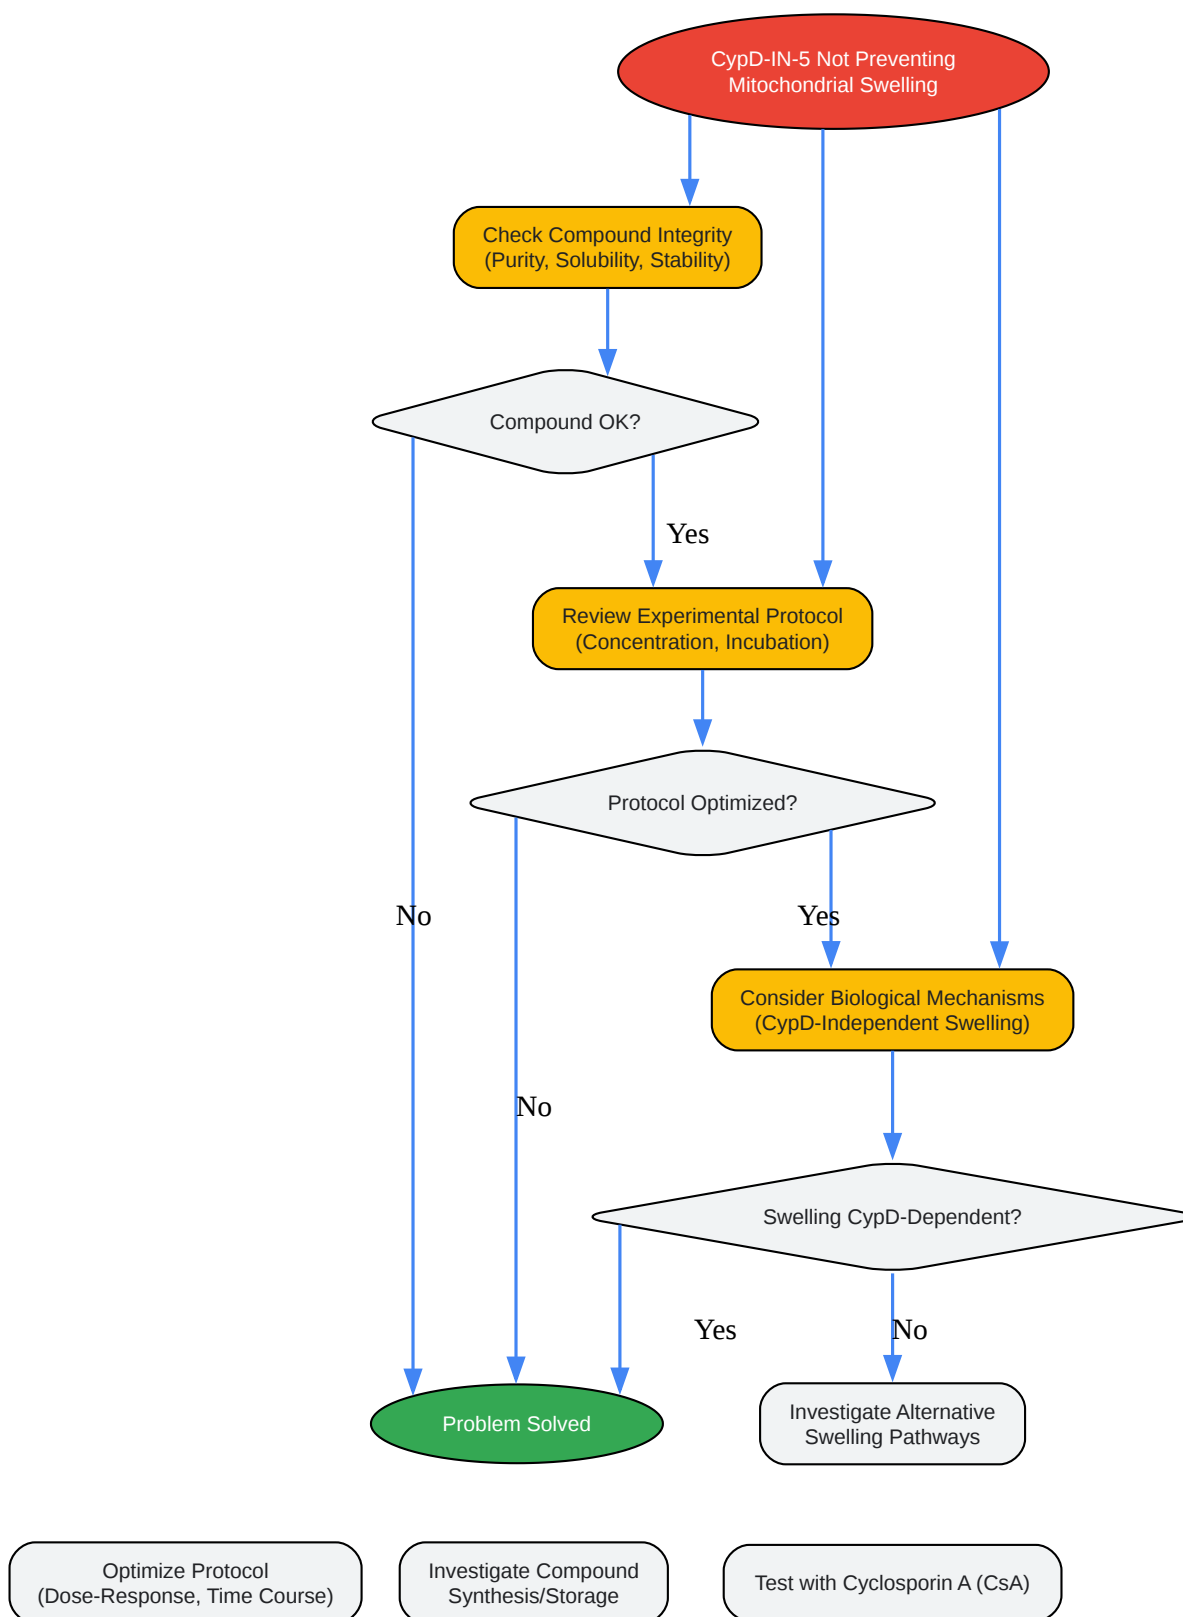 CypD-IN-5 Not Preventing
Mitochondrial Swelling
Check Compound Integrity
(Purity, Solubility, Stability)
Compound OK?
Yes
Review Experimental Protocol
(Concentration, Incubation)
Protocol Optimized?
No
Yes
Consider Biological Mechanisms
(CypD-Independent Swelling)
No
Swelling CypD-Dependent?
Yes
No
Problem Solved
Investigate Alternative
Swelling Pathways
Optimize Protocol
(Dose-Response, Time Course)
Investigate Compound
Synthesis/Storage
Test with Cyclosporin A (CsA)